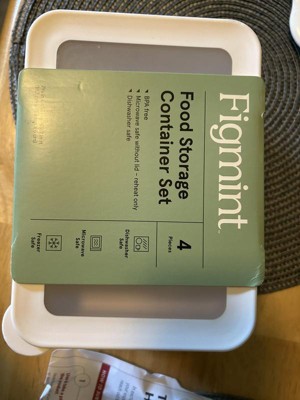 Figmint
Food Storage
Container Set
4
Pieces
BPA free
Microwave safe without lid – reheat only
Dishwasher safe
Dishwasher
Safe
Microwave
Safe
Freezer
Safe